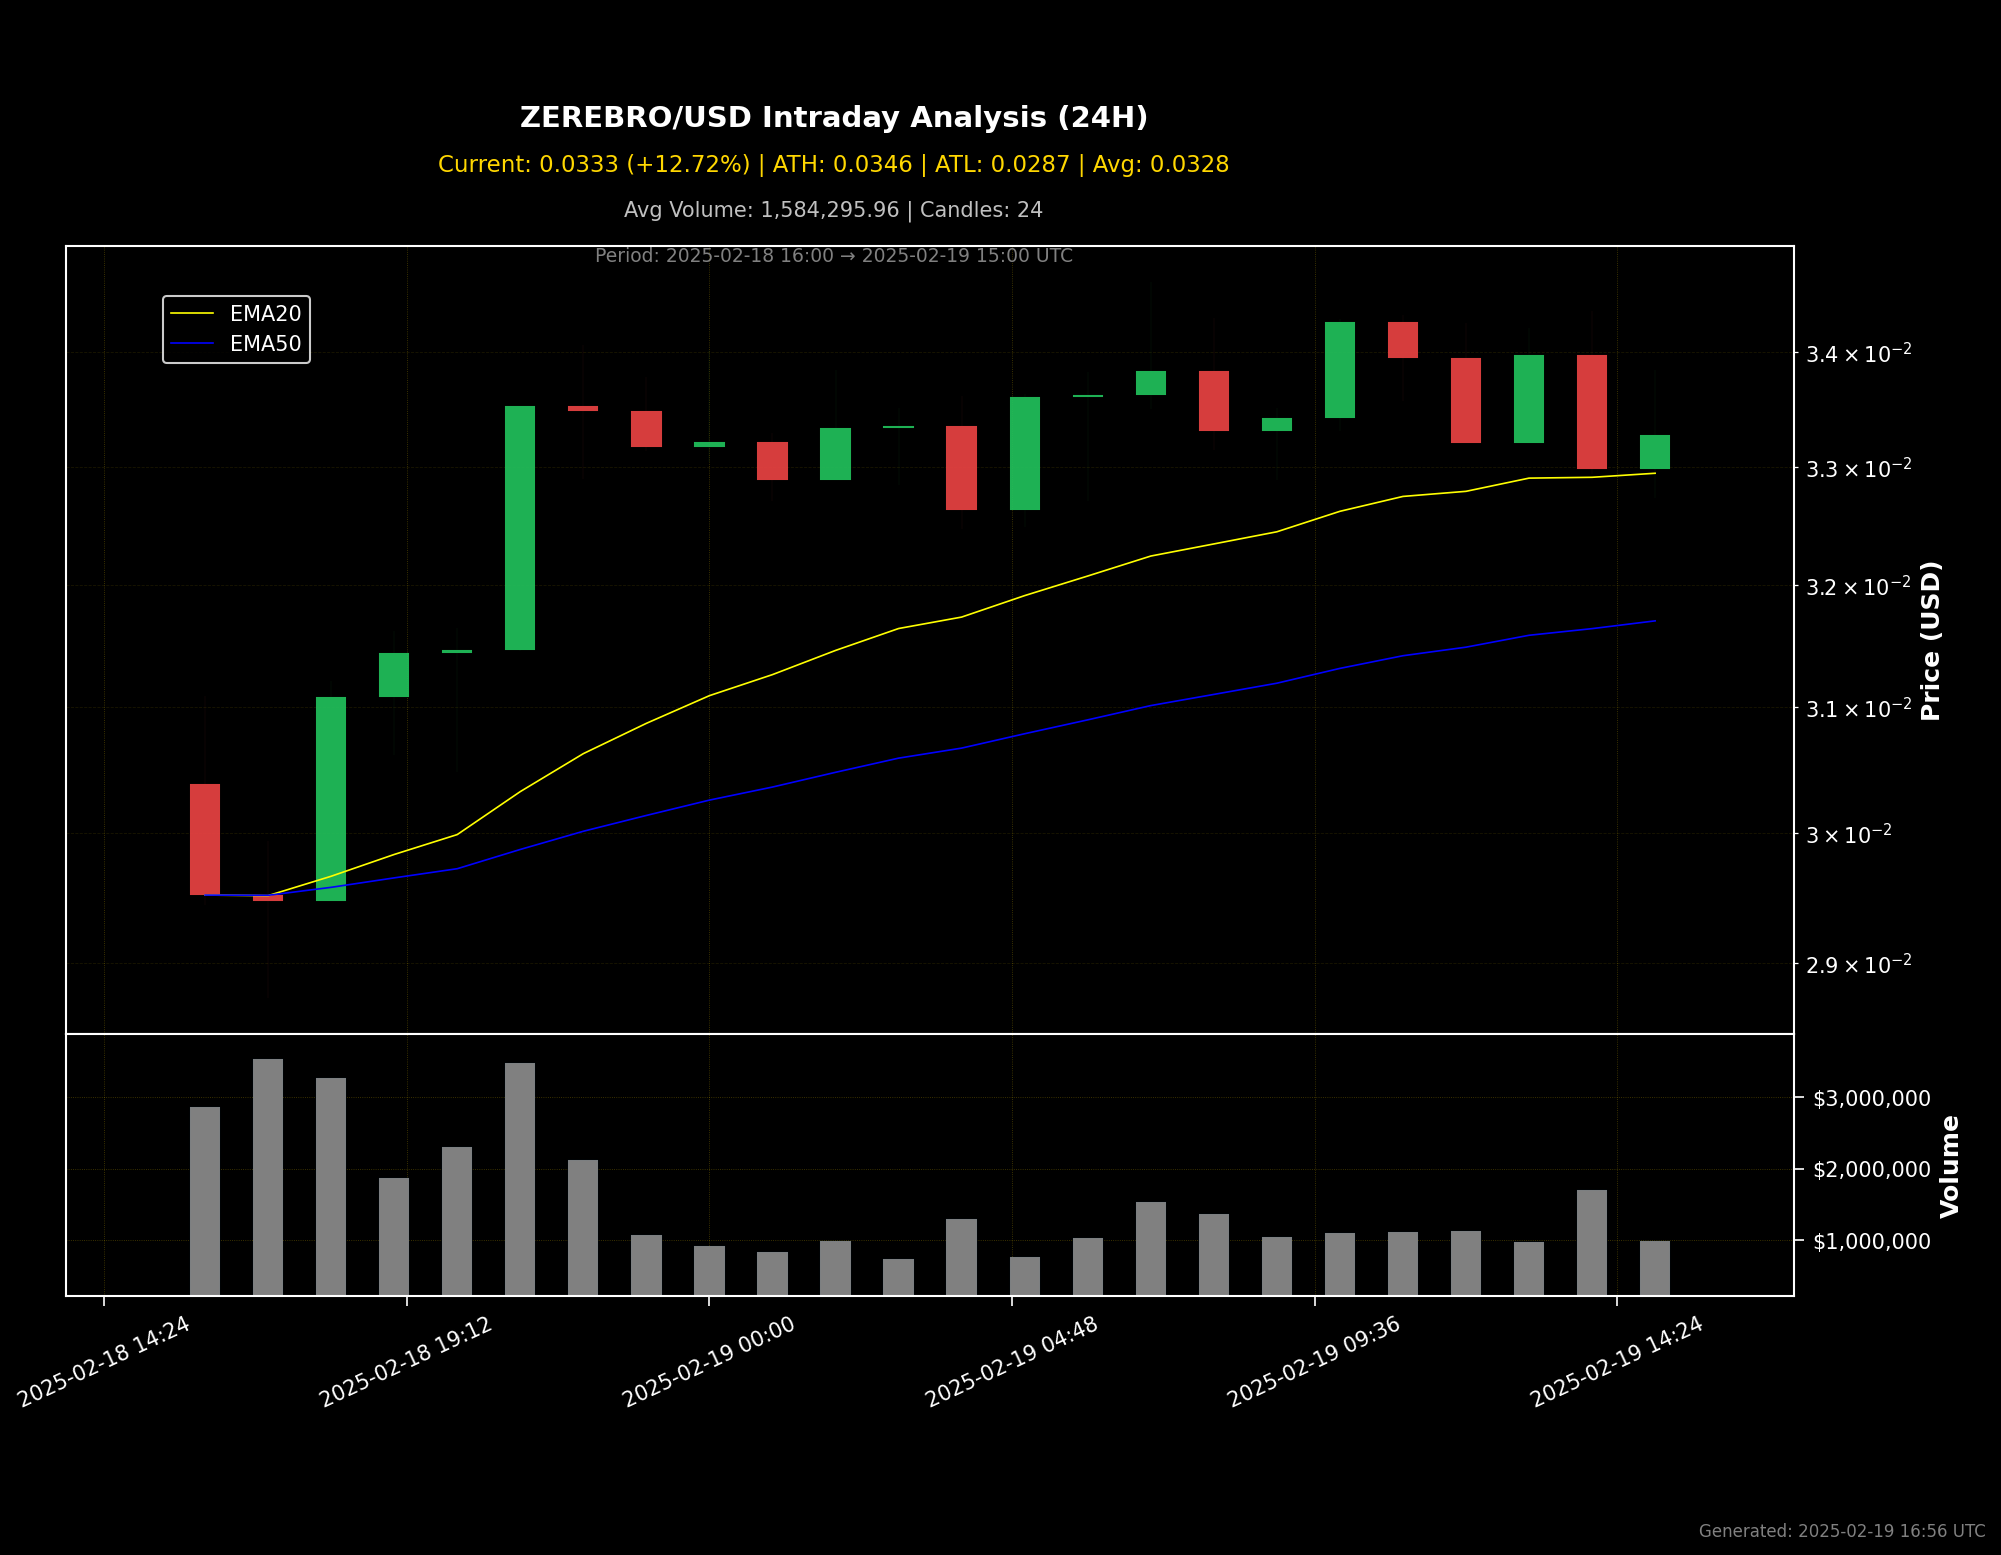 ZEREBRO/USD Intraday Analysis (24H)
Current: 0.0333 (+12.72%) | ATH: 0.0346 | ATL: 0.0287 | Avg: 0.0328
Avg Volume: 1,584,295.96 | Candles: 24
Period: 2025-02-18 16:00 → 2025-02-19 15:00 UTC
EMA20
EMA50
3.4 × 10⁻²
3.3 × 10⁻²
3.2 × 10⁻²
3.1 × 10⁻²
3 × 10⁻²
2.9 × 10⁻²
Price (USD)
$3,000,000
$2,000,000
$1,000,000
Volume
2025-02-18 14:24
2025-02-18 19:12
2025-02-19 00:00
2025-02-19 04:48
2025-02-19 09:36
2025-02-19 14:24
Generated: 2025-02-19 16:56 UTC